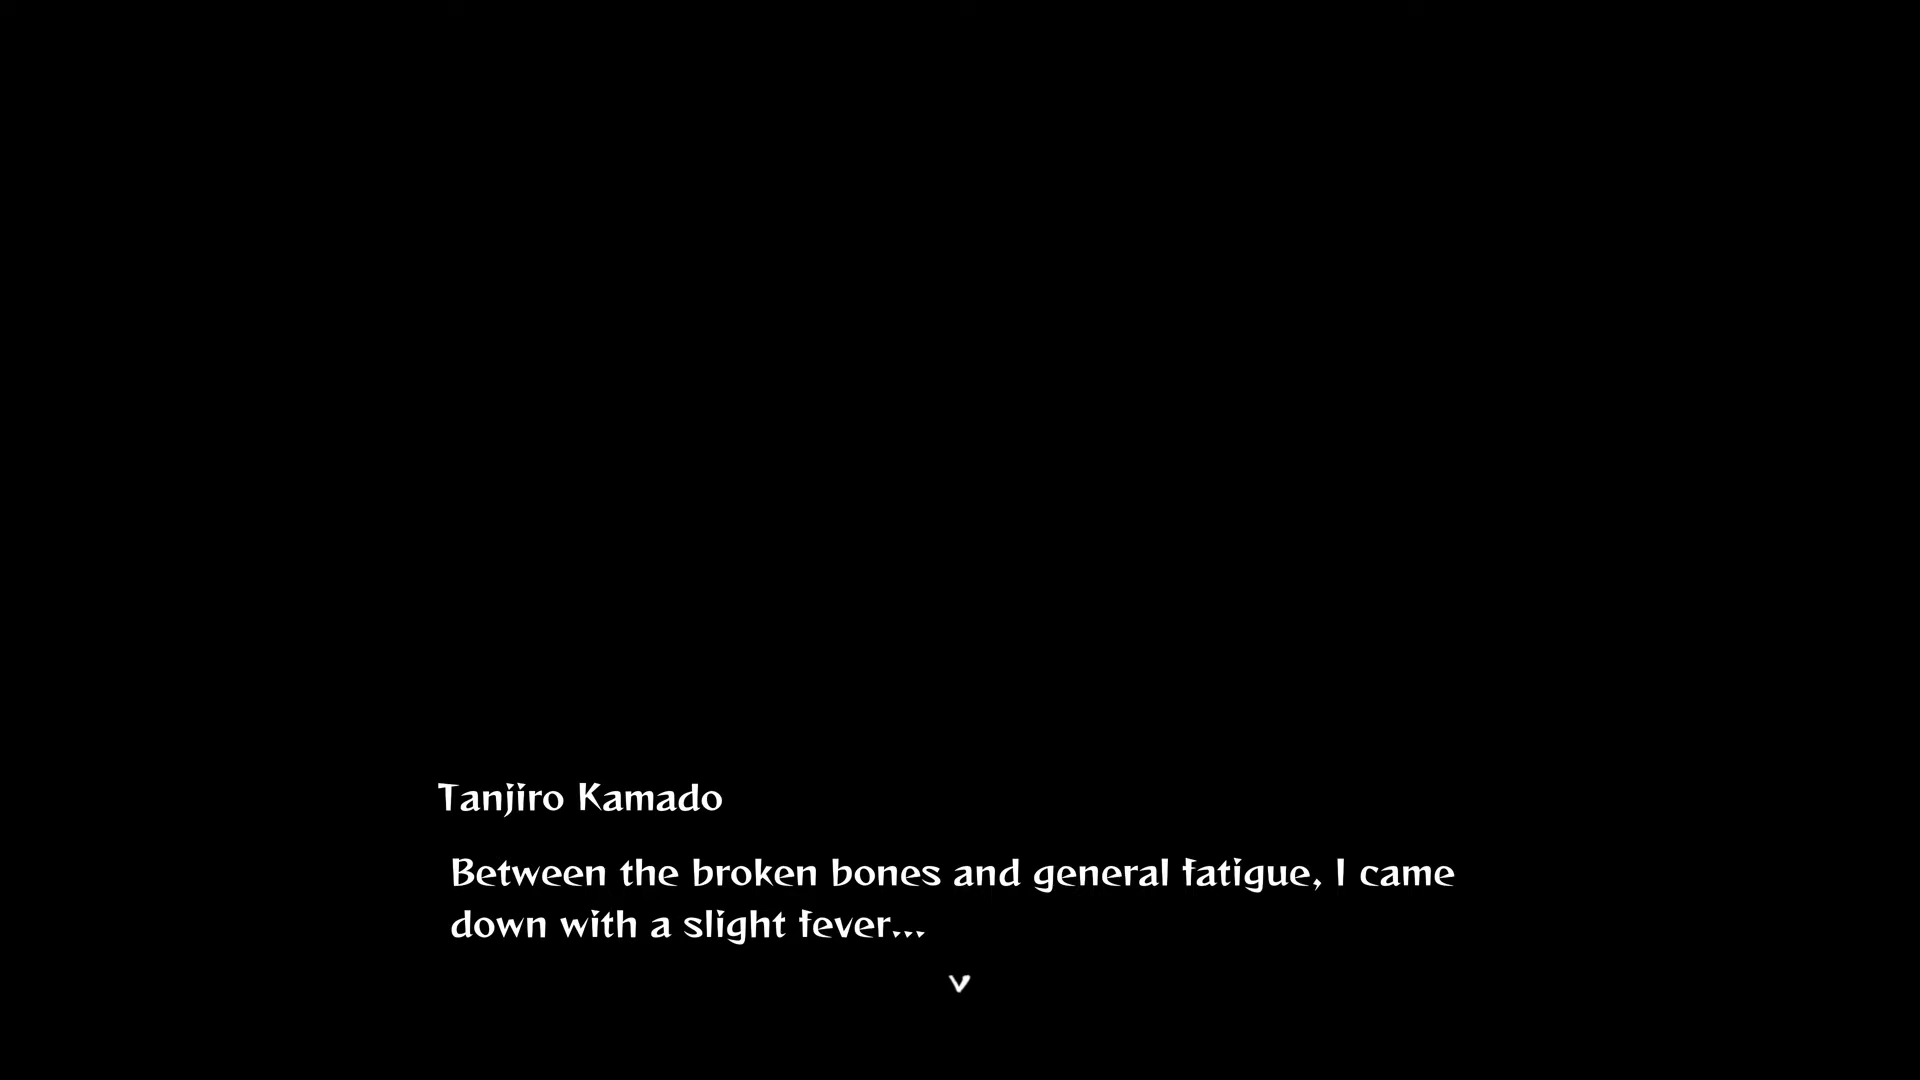 Tanjiro Kamado
Between the broken bones and general fatigue, I came
down with a slight fever...